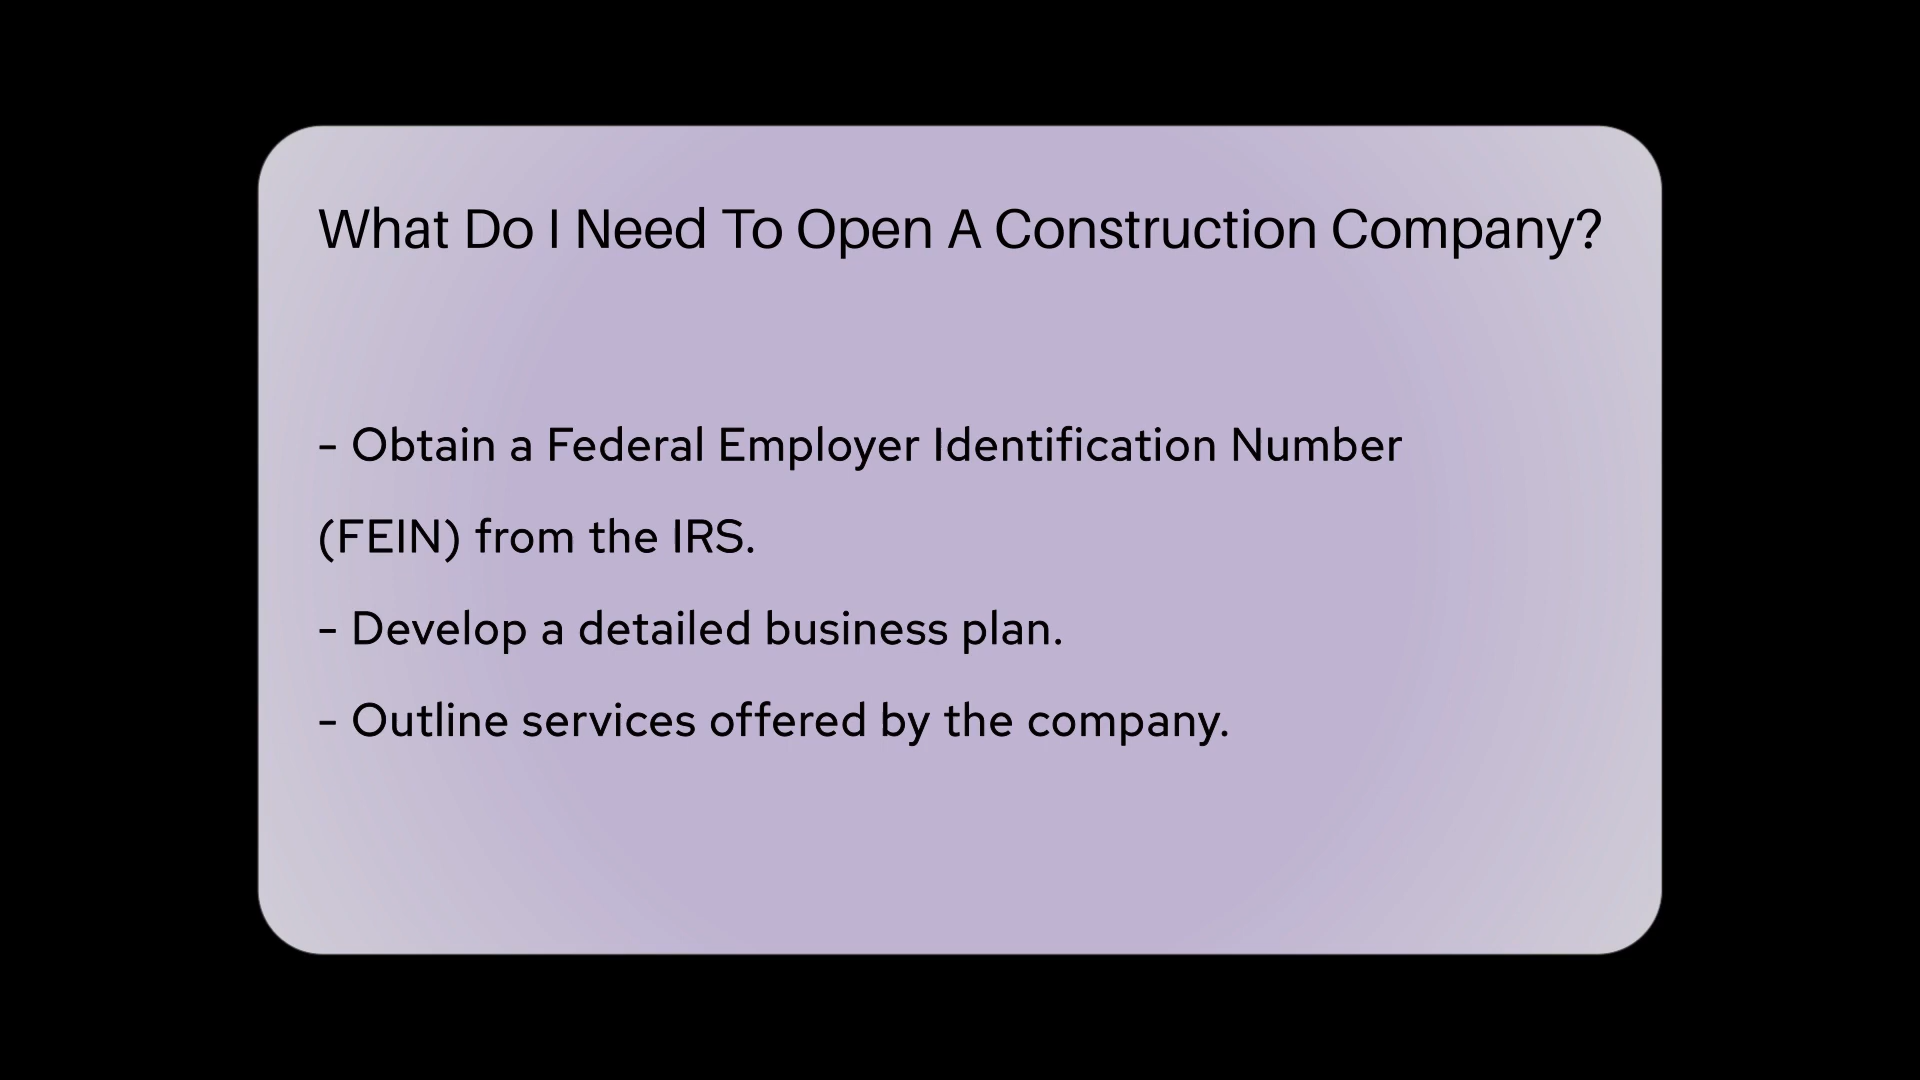 What Do I Need To Open A Construction Company?
- Obtain a Federal Employer Identification Number
(FEIN) from the IRS.
- Develop a detailed business plan.
- Outline services offered by the company.